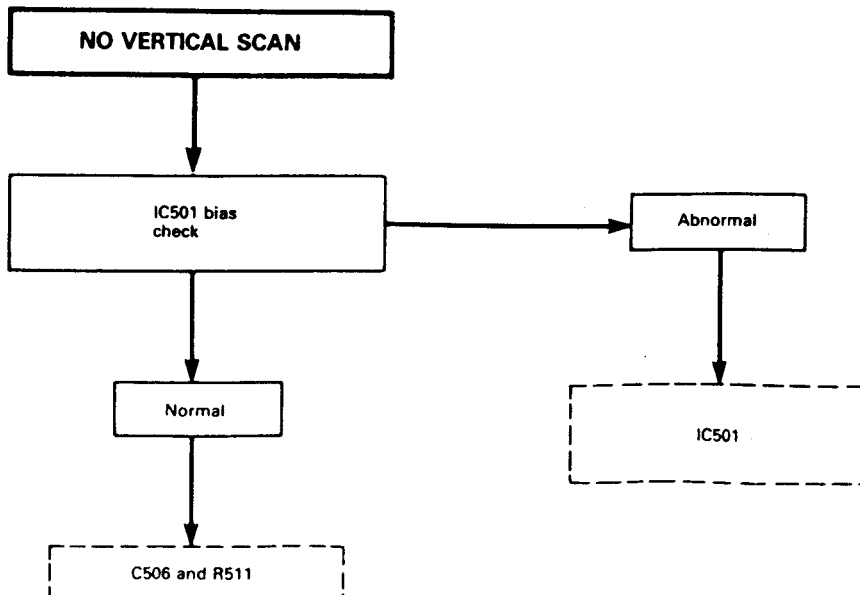 NO VERTICAL SCAN
IC501 bias
check
Abnormal
Normal
IC501
C506 and R511